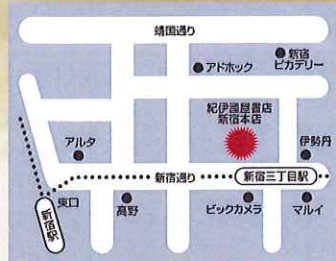 靖国通り
新宿
ピカデリー
アドホック
紀伊國屋書店
新宿本店
アルタ
伊勢丹
新宿通り
新宿三丁目駅
東口
新宿駅
高野
ビックカメラ
マルイ